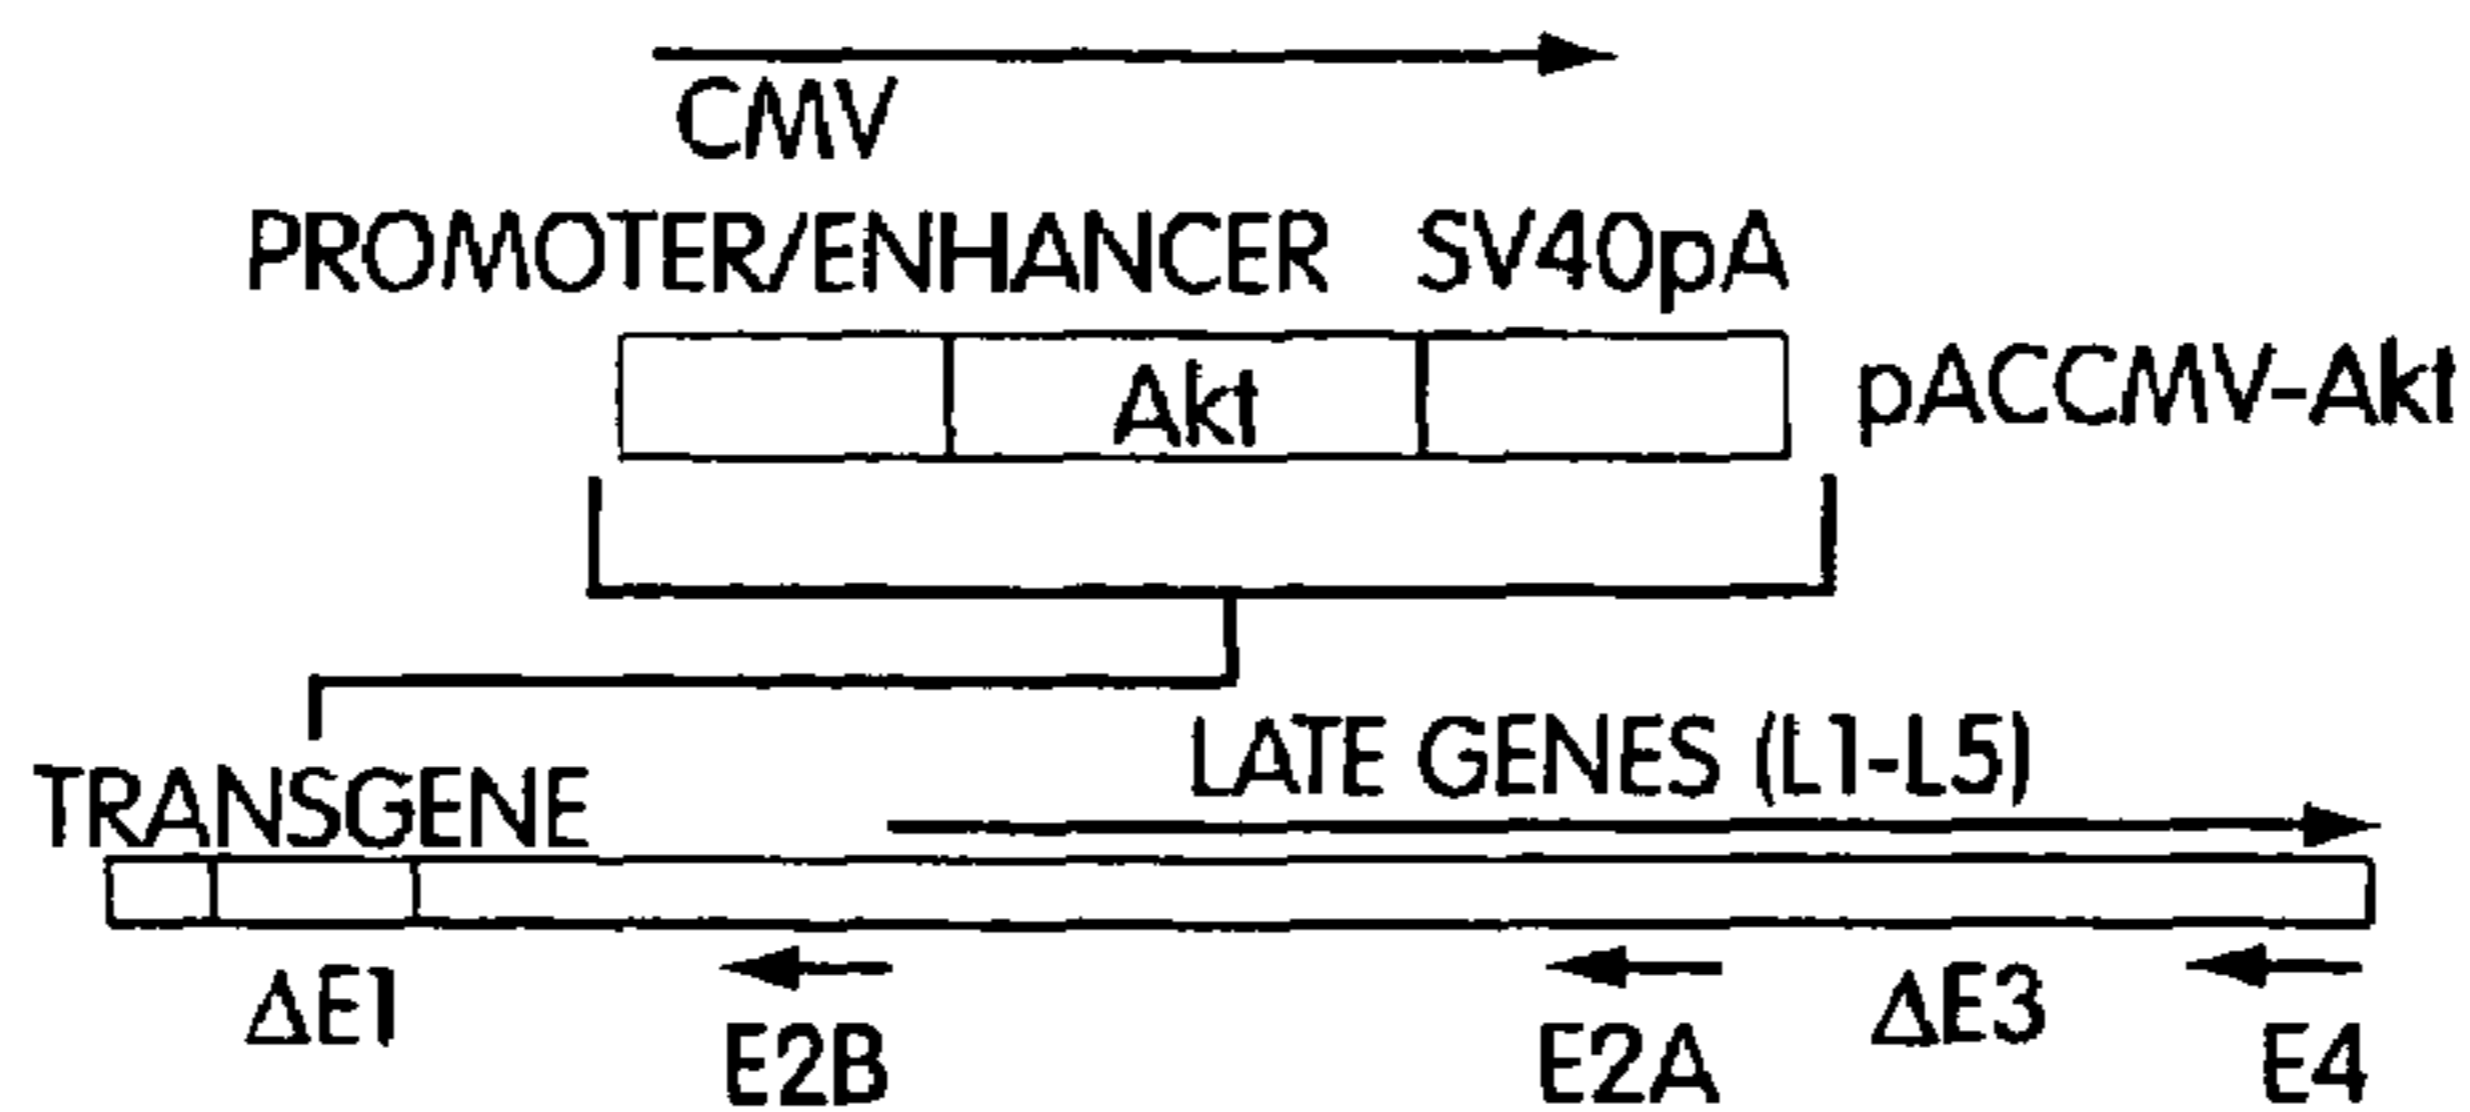 CMV
PROMOTER/ENHANCER SV40pA
Akt
pACCMV-Akt
LATE GENES (L1-L5)
TRANSGENE
ΔE1
E2B
E2A
ΔE3
E4